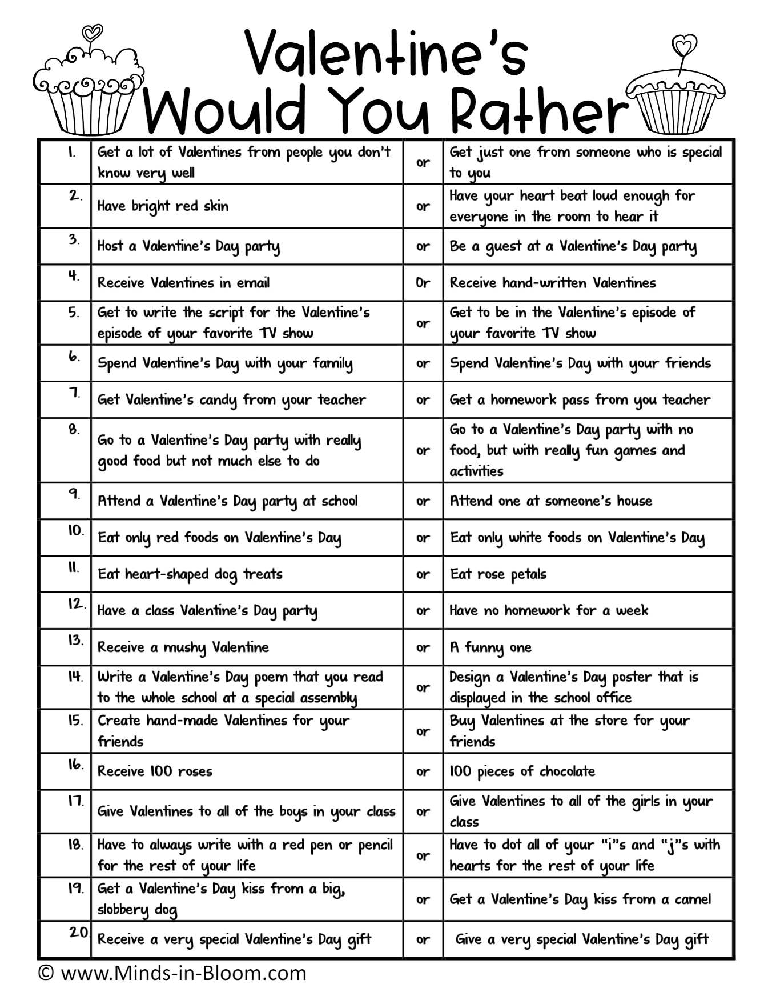 Valentine's
Would You Rather
1. Get a lot of Valentines from people you don't
know very well
or
Get just one from someone who is special
to you
2. Have bright red skin
or
Have your heart beat loud enough for
everyone in the room to hear it
3. Host a Valentine's Day party
or
Be a guest at a Valentine's Day party
4. Receive Valentines in email
Or
Receive hand-written Valentines
5. Get to write the script for the Valentine's
episode of your favorite TV show
or
Get to be in the Valentine's episode of
your favorite TV show
6. Spend Valentine's Day with your family
or
Spend Valentine's Day with your friends
7. Get Valentine's candy from your teacher
or
Get a homework pass from you teacher
8. Go to a Valentine's Day party with really
good food but not much else to do
or
Go to a Valentine's Day party with no
food, but with really fun games and
activities
9. Attend a Valentine's Day party at school
or
Attend one at someone's house
10. Eat only red foods on Valentine's Day
or
Eat only white foods on Valentine's Day
11. Eat heart-shaped dog treats
or
Eat rose petals
12. Have a class Valentine's Day party
or
Have no homework for a week
13. Receive a mushy Valentine
or
A funny one
14. Write a Valentine's Day poem that you read
to the whole school at a special assembly
or
Design a Valentine's Day poster that is
displayed in the school office
15. Create hand-made Valentines for your
friends
or
Buy Valentines at the store for your
friends
16. Receive 100 roses
or
100 pieces of chocolate
17. Give Valentines to all of the boys in your class
or
Give Valentines to all of the girls in your
class
18. Have to always write with a red pen or pencil
for the rest of your life
or
Have to dot all of your "i"s and "j"s with
hearts for the rest of your life
19. Get a Valentine's Day kiss from a big,
slobbery dog
or
Get a Valentine's Day kiss from a camel
20. Receive a very special Valentine's Day gift
or
Give a very special Valentine's Day gift
© www.Minds-in-Bloom.com